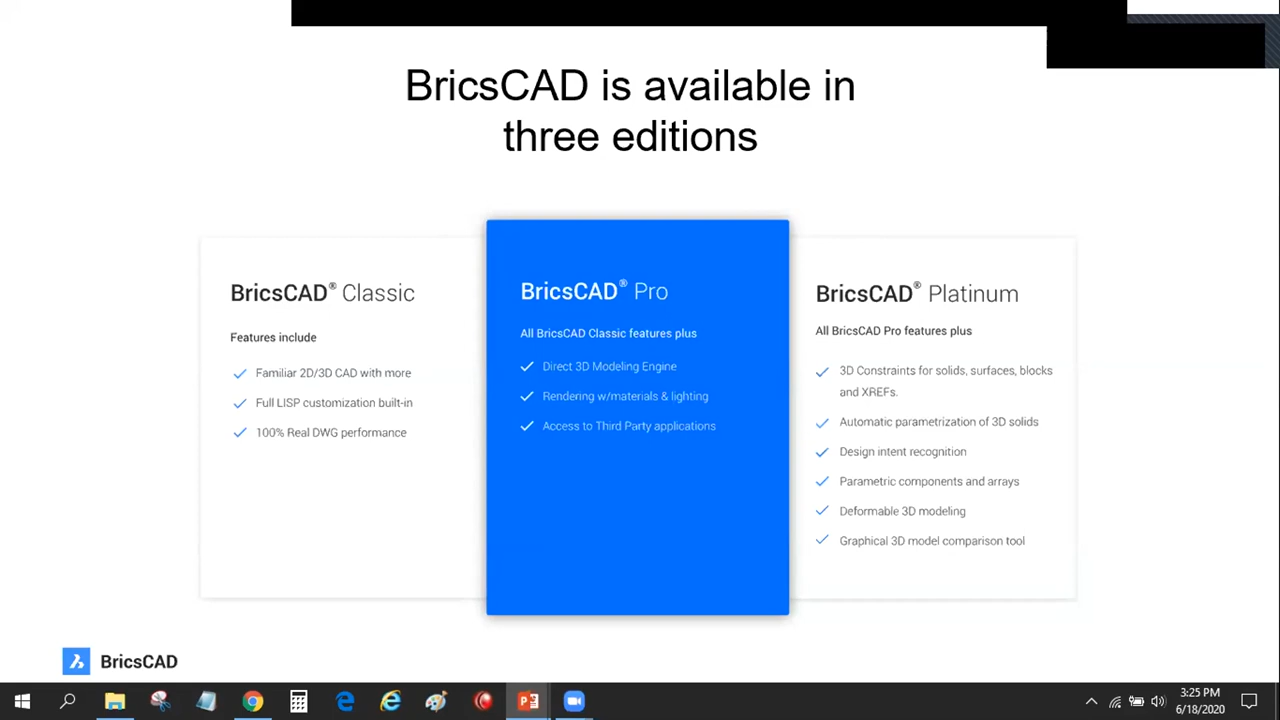 BricsCAD is available in
three editions
BricsCAD® Classic
Features include
Familiar 2D/3D CAD with more
Full LISP customization built-in
100% Real DWG performance
BricsCAD® Pro
All BricsCAD Classic features plus
Direct 3D Modeling Engine
Rendering w/materials & lighting
Access to Third Party applications
BricsCAD® Platinum
All BricsCAD Pro features plus
3D Constraints for solids, surfaces, blocks
and XREFs.
Automatic parametrization of 3D solids
Design intent recognition
Parametric components and arrays
Deformable 3D modeling
Graphical 3D model comparison tool
BricsCAD
3:25 PM
6/18/2020